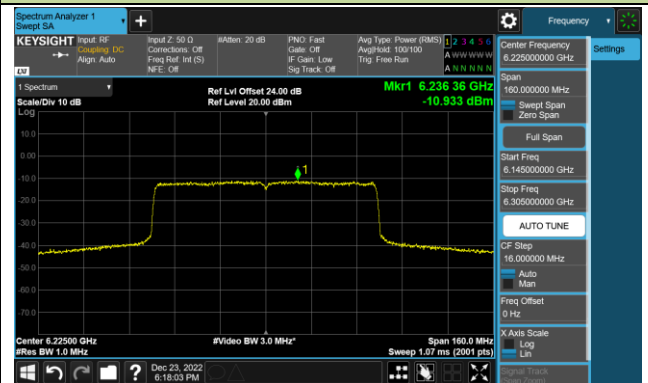 Spectrum Analyzer 1
Swept SA
+
Frequency
KEYSIGHT
Input: RF
Coupling: DC
Align: Auto
Input Z: 50 Ω
Corrections: Off
Freq Ref: Int (S)
NFE: Off
#Atten: 20 dB
PNO: Fast
Gate: Off
IF Gain: Low
Sig Track: Off
Avg Type: Power (RMS)
Avg|Hold: 100/100
Trig: Free Run
1 2 3 4 5 6
A W W W W W
A N N N N N
LXI
1 Spectrum
Scale/Div 10 dB
Ref Lvl Offset 24.00 dB
Ref Level 20.00 dBm
Mkr1 6.236 36 GHz
-10.933 dBm
Log
10.0
0.00
-10.0
-20.0
-30.0
-40.0
-50.0
-60.0
-70.0
1
Center 6.22500 GHz
#Res BW 1.0 MHz
#Video BW 3.0 MHz*
Span 160.0 MHz
Sweep 1.07 ms (2001 pts)
Dec 23, 2022
6:18:03 PM
?
Center Frequency
6.22500000 GHz
Settings
Span
160.000000 MHz
Swept Span
Zero Span
Full Span
Start Freq
6.145000000 GHz
Stop Freq
6.305000000 GHz
AUTO TUNE
CF Step
16.000000 MHz
Auto
Man
Freq Offset
0 Hz
X Axis Scale
Log
Lin
Signal Track
(Span Zoom)